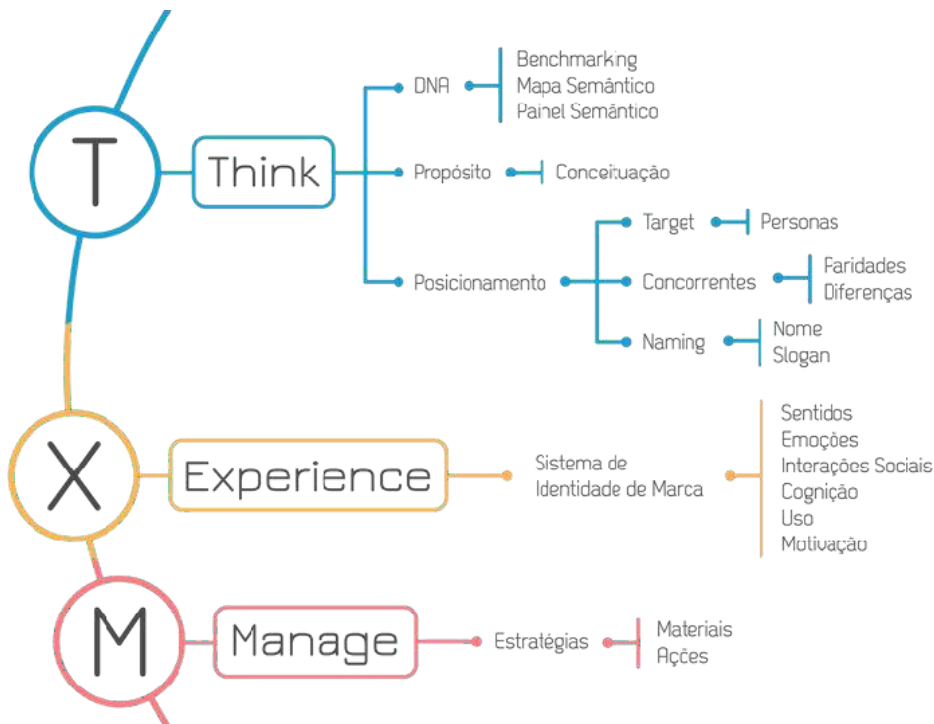 T
Think
DNA
Benchmarking
Mapa Semântico
Painel Semântico
Propósito
Conceituação
Posicionamento
Target
Personas
Concorrentes
Faridades
Diferenças
Naming
Nome
Slogan
X
Experience
Sistema de
Identidade de Marca
Sentidos
Emoções
Interações Sociais
Cognição
Uso
Motivação
M
Manage
Estratégias
Materiais
Ações